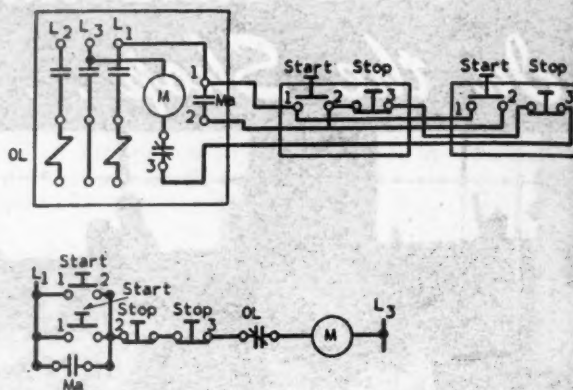 L2 L3 L1
Start Stop Start Stop
M
1
Ma
2
1 2 3
1 2 3
OL
3
L1 Start
1 2
Start
1
2 Stop Stop 3 OL
M
L3
Ma